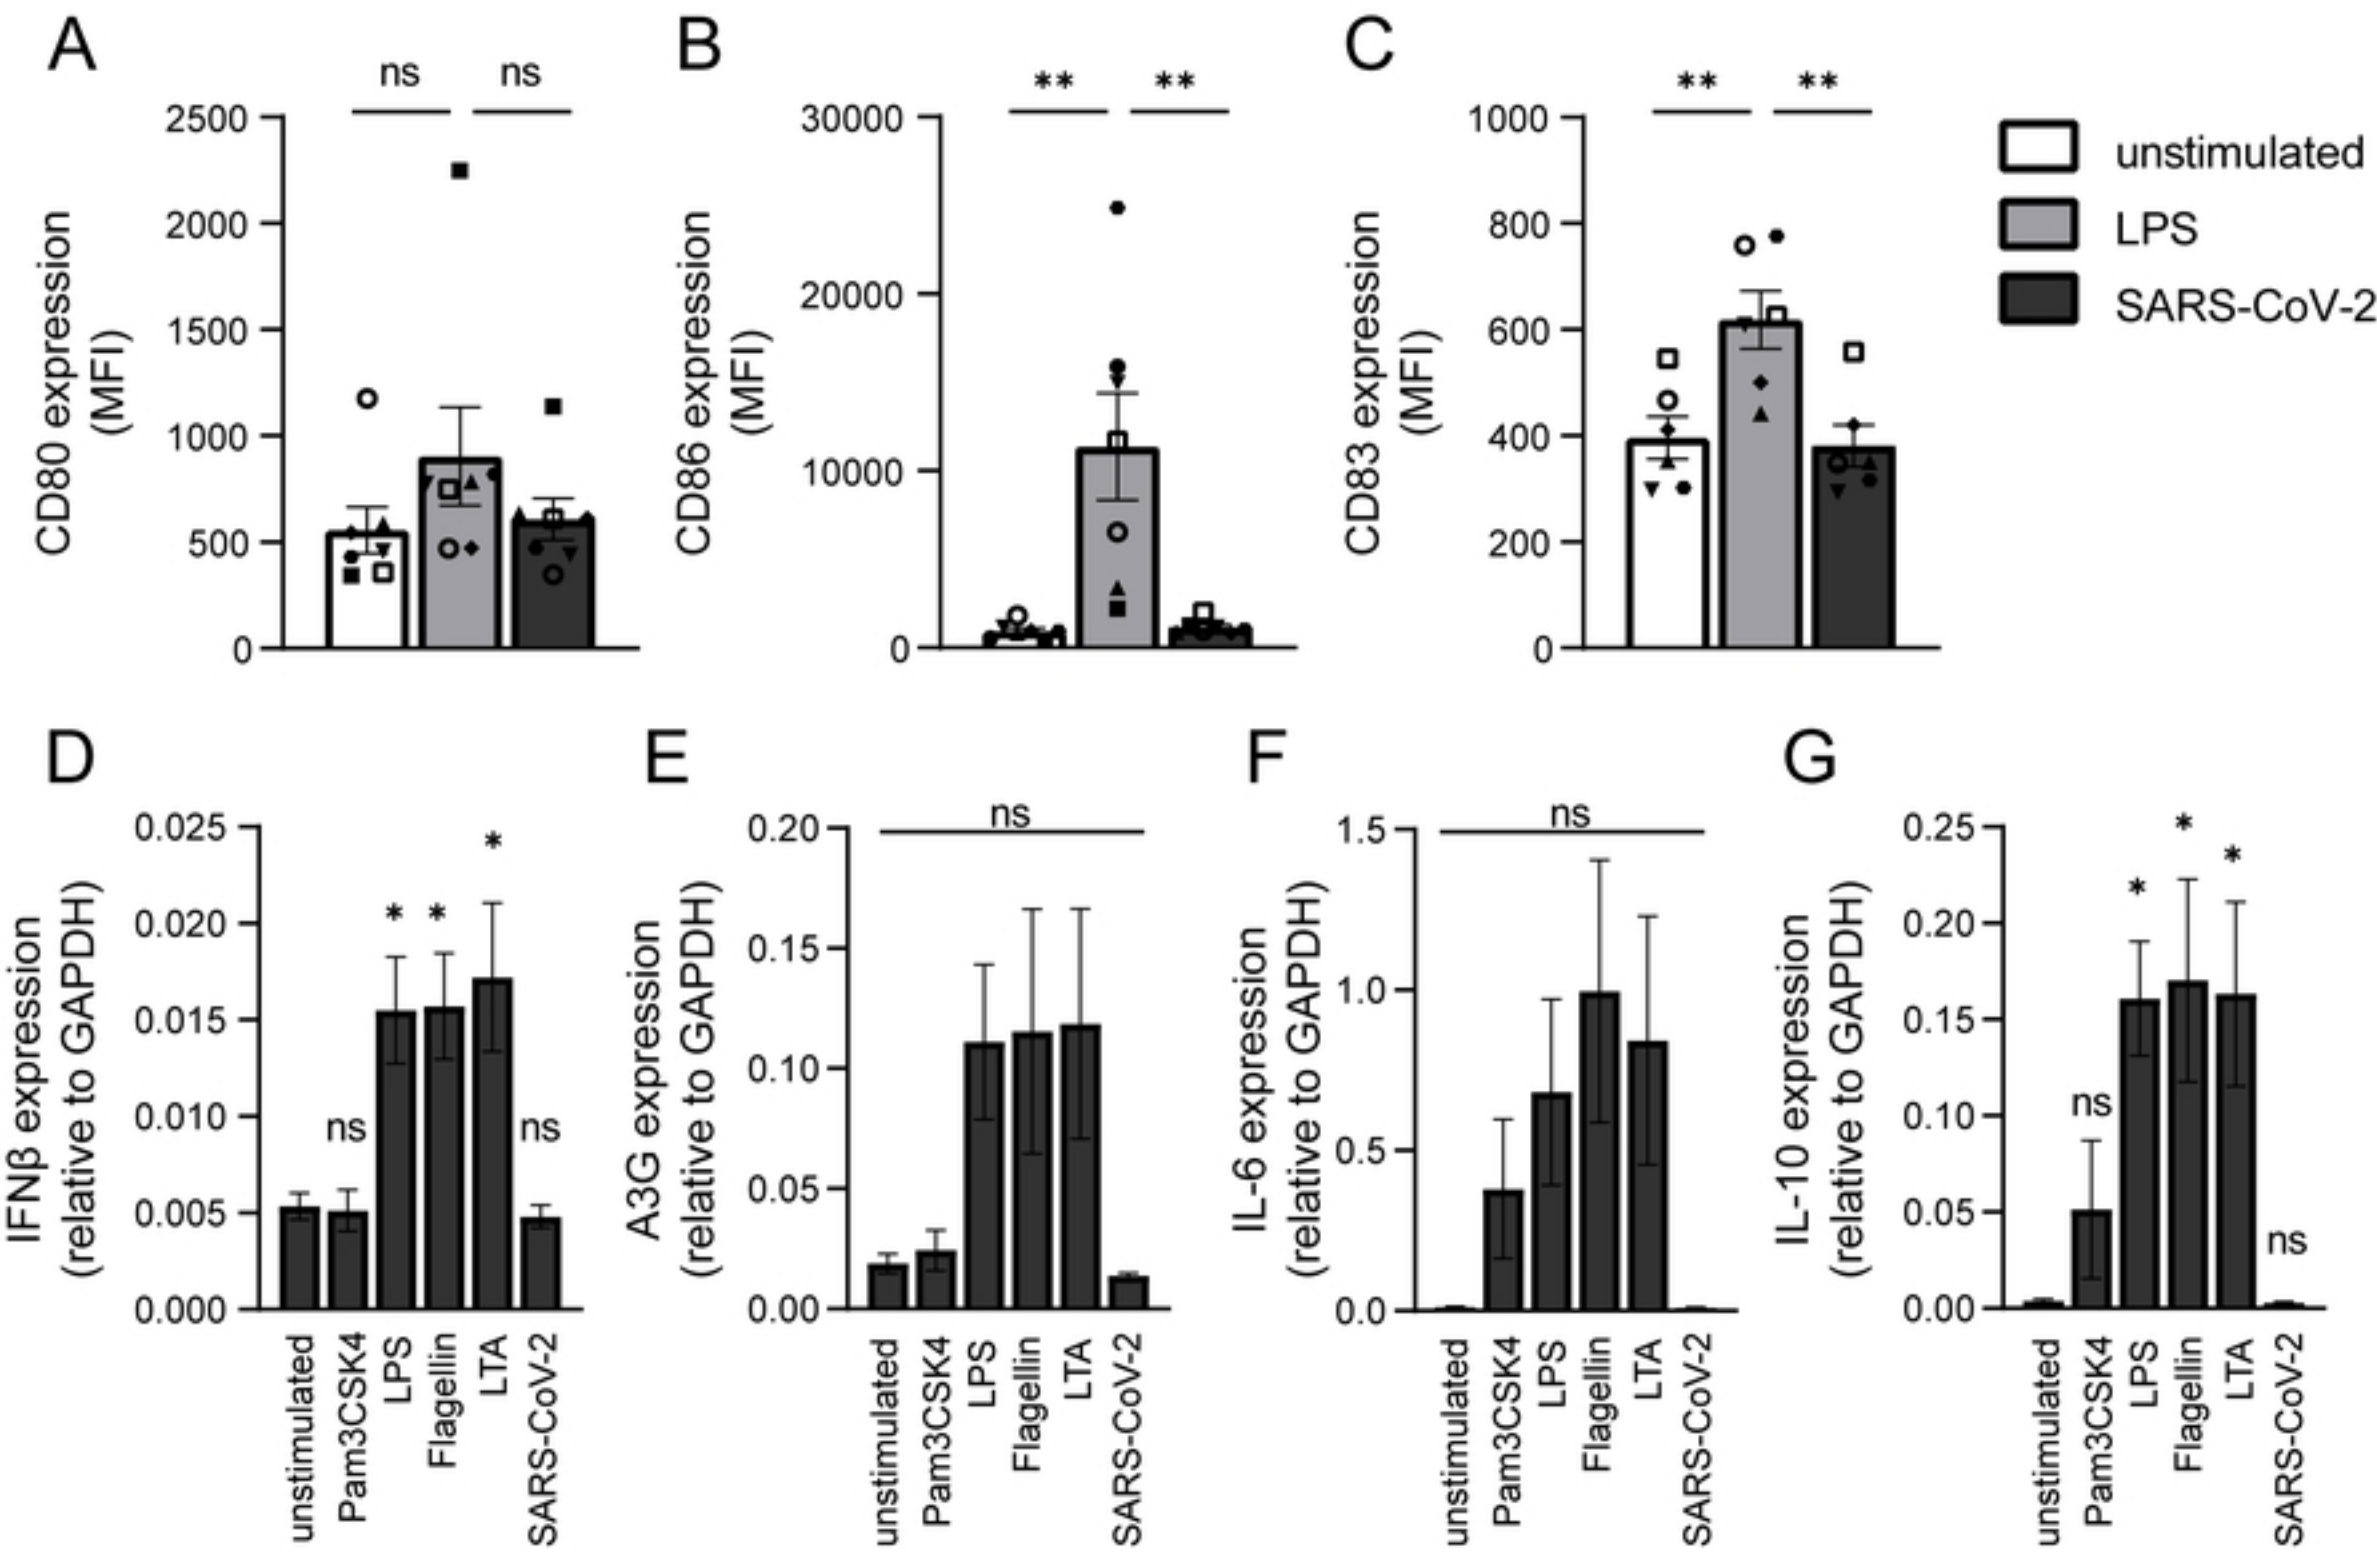 A
ns ns
2500
2000
1500
1000
500
0
CD80 expression
(MFI)
B
** **
30000
20000
10000
0
CD86 expression
(MFI)
C
** **
1000
800
600
400
200
0
CD83 expression
(MFI)
unstimulated
LPS
SARS-CoV-2
D
0.025
0.020
0.015
0.010
0.005
0.000
IFNβ expression
(relative to GAPDH)
ns * * * ns
unstimulated
Pam3CSK4
LPS
Flagellin
LTA
SARS-CoV-2
E
ns
0.20
0.15
0.10
0.05
0.00
A3G expression
(relative to GAPDH)
unstimulated
Pam3CSK4
LPS
Flagellin
LTA
SARS-CoV-2
F
ns
1.5
1.0
0.5
0.0
IL-6 expression
(relative to GAPDH)
unstimulated
Pam3CSK4
LPS
Flagellin
LTA
SARS-CoV-2
G
0.25
0.20
0.15
0.10
0.05
0.00
IL-10 expression
(relative to GAPDH)
ns * * * ns
unstimulated
Pam3CSK4
LPS
Flagellin
LTA
SARS-CoV-2